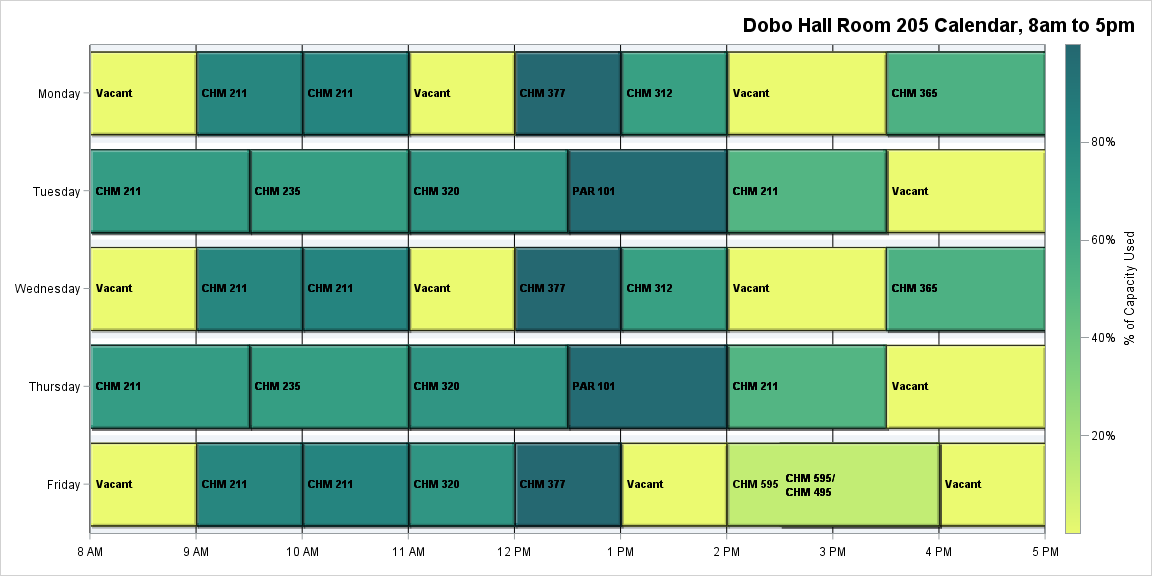 Dobo Hall Room 205 Calendar, 8am to 5pm
Monday
Vacant
CHM 211
CHM 211
Vacant
CHM 377
CHM 312
Vacant
CHM 365
Tuesday
CHM 211
CHM 235
CHM 320
PAR 101
CHM 211
Vacant
Wednesday
Vacant
CHM 211
CHM 211
Vacant
CHM 377
CHM 312
Vacant
CHM 365
Thursday
CHM 211
CHM 235
CHM 320
PAR 101
CHM 211
Vacant
Friday
Vacant
CHM 211
CHM 211
CHM 320
CHM 377
Vacant
CHM 595
CHM 595/
CHM 495
Vacant
8 AM
9 AM
10 AM
11 AM
12 PM
1 PM
2 PM
3 PM
4 PM
5 PM
80%
60%
40%
20%
% of Capacity Used